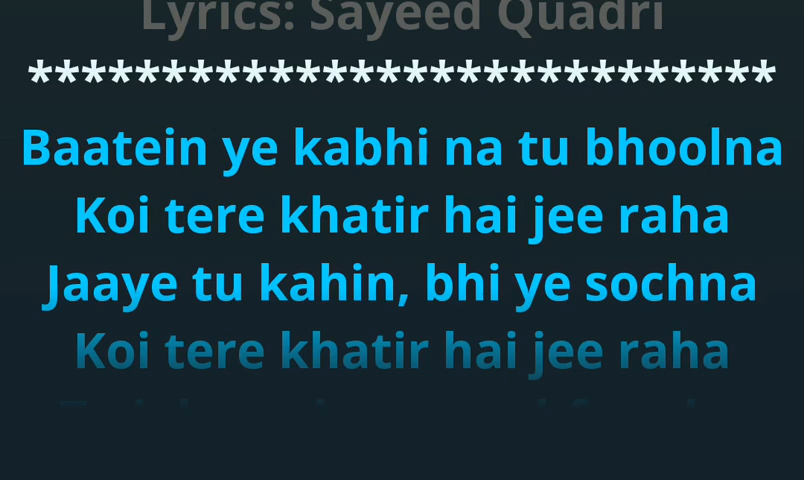 Lyrics: Sayeed Quadri
****************************
Baatein ye kabhi na tu bhoolna
Koi tere khatir hai jee raha
Jaaye tu kahin, bhi ye sochna
Koi tere khatir hai jee raha